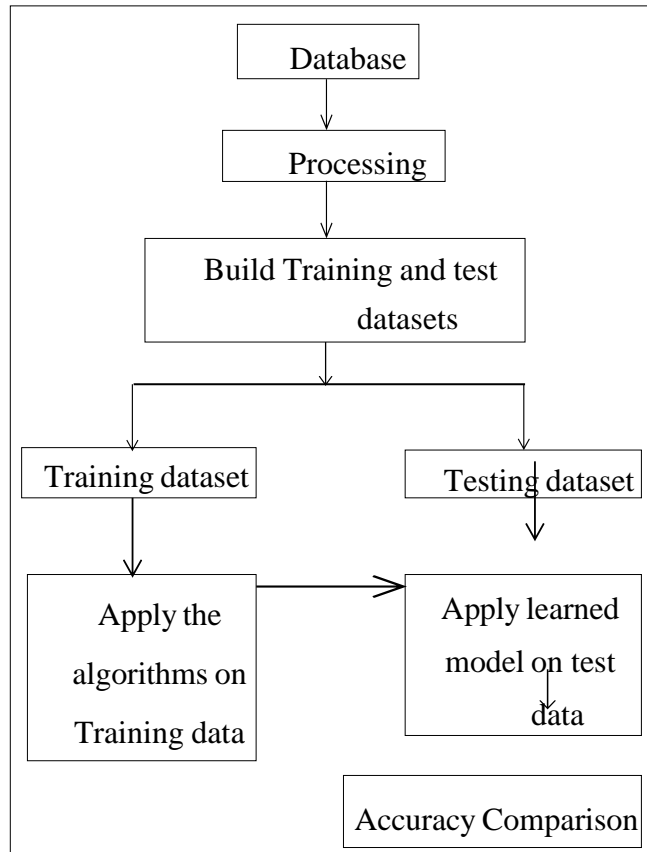 Database
Processing
Build Training and test
datasets
Training dataset
Testing dataset
Apply the
algorithms on
Training data
Apply learned
model on test
data
Accuracy Comparison